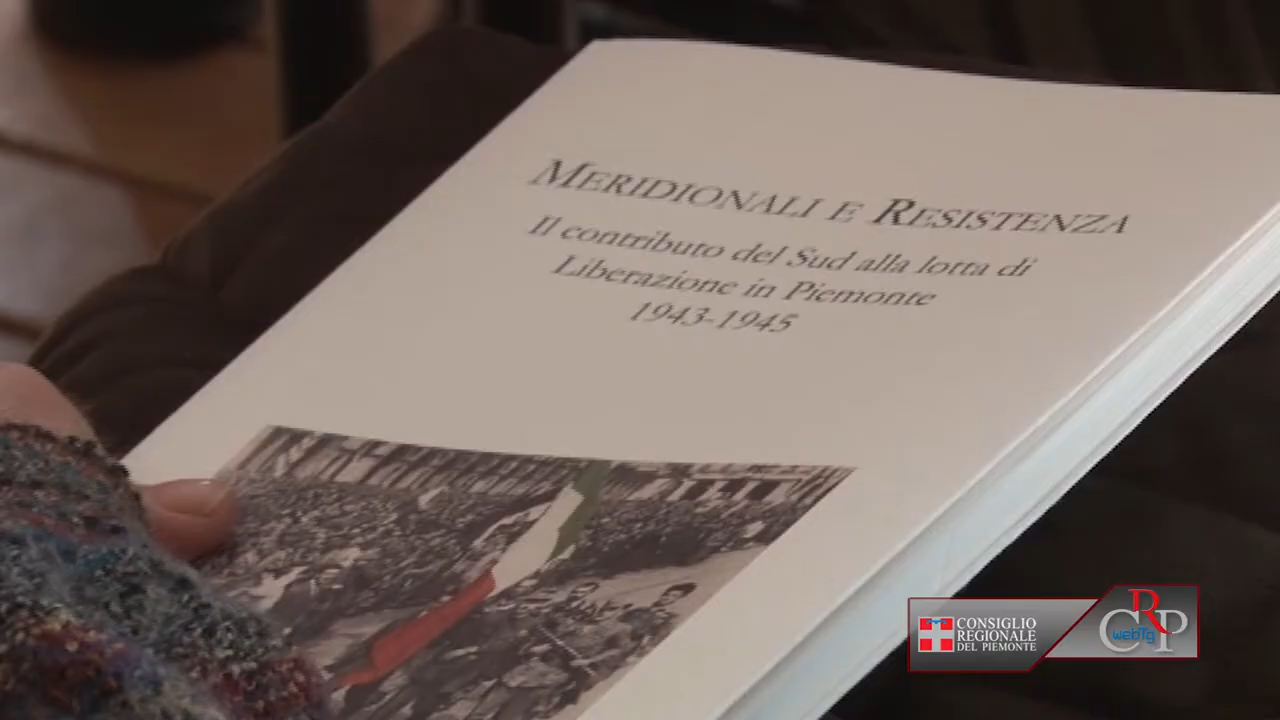 MERIDIONALI E RESISTENZA
Il contributo del Sud alla lotta di
Liberazione in Piemonte
1943-1945
CONSIGLIO
REGIONALE
DEL PIEMONTE
CRP
webTg